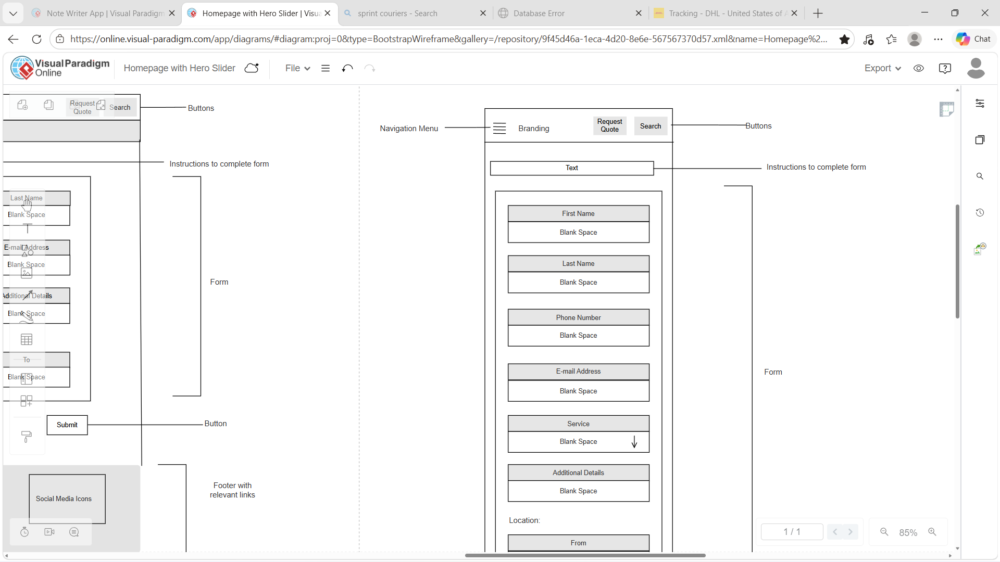 Note Writer App | Visual Paradigm
Homepage with Hero Slider | Visua
sprint couriers - Search
Database Error
Tracking - DHL - United States of A
https://online.visual-paradigm.com/app/diagrams/#diagram:proj=0&type=BootstrapWireframe&gallery=/repository/9f45d46a-1eca-4d20-8e6e-567567370d57.xml&name=Homepage%2...
Chat
Visual Paradigm
Online
Homepage with Hero Slider
File
Export
Request
Quote
Search
Buttons
Instructions to complete form
Last Name
Blank Space
E-mail Address
Blank Space
Additional Details
Blank Space
To
Blank Space
Form
Submit
Button
Social Media Icons
Footer with
relevant links
Navigation Menu
Branding
Request
Quote
Search
Buttons
Text
Instructions to complete form
First Name
Blank Space
Last Name
Blank Space
Phone Number
Blank Space
E-mail Address
Blank Space
Service
Blank Space
Additional Details
Blank Space
Location:
From
Form
1 / 1
85%